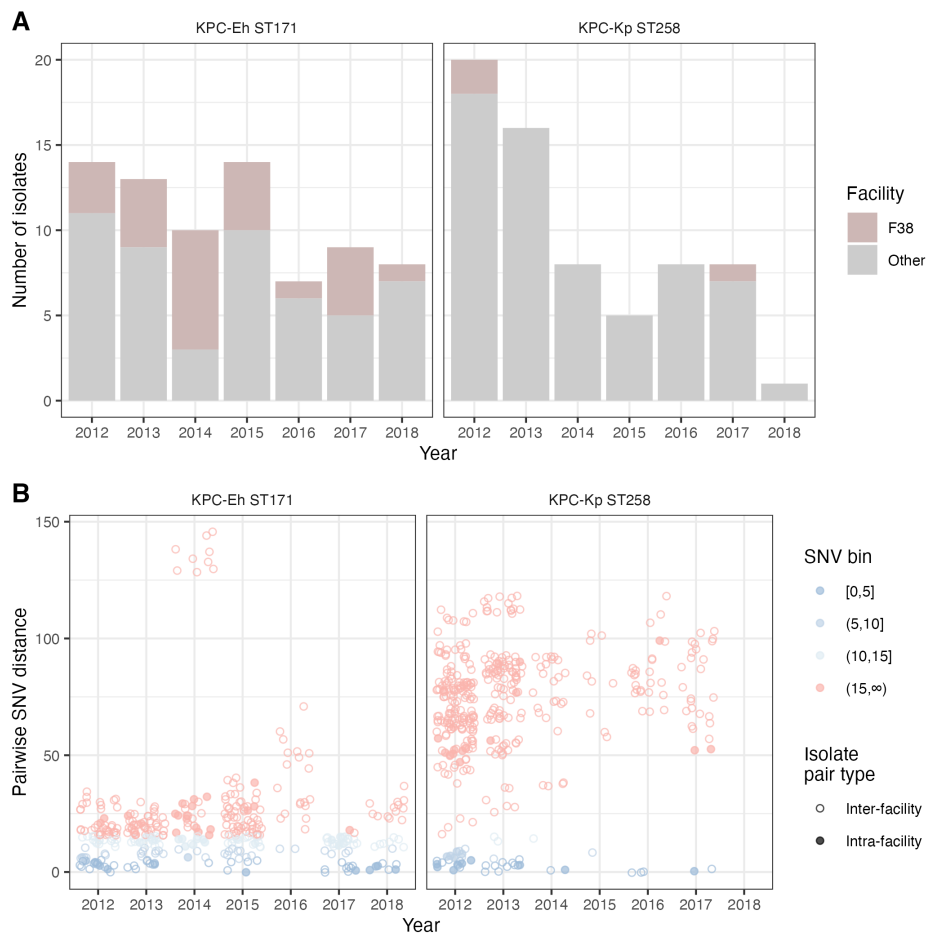 A
KPC-Eh ST171
KPC-Kp ST258
20
15
10
5
0
Number of isolates
2012 2013 2014 2015 2016 2017 2018
2012 2013 2014 2015 2016 2017 2018
Year
Facility
F38
Other
B
KPC-Eh ST171
KPC-Kp ST258
150
100
50
0
Pairwise SNV distance
2012 2013 2014 2015 2016 2017 2018
2012 2013 2014 2015 2016 2017 2018
Year
SNV bin
[0,5]
(5,10]
(10,15]
(15,∞)
Isolate
pair type
Inter-facility
Intra-facility